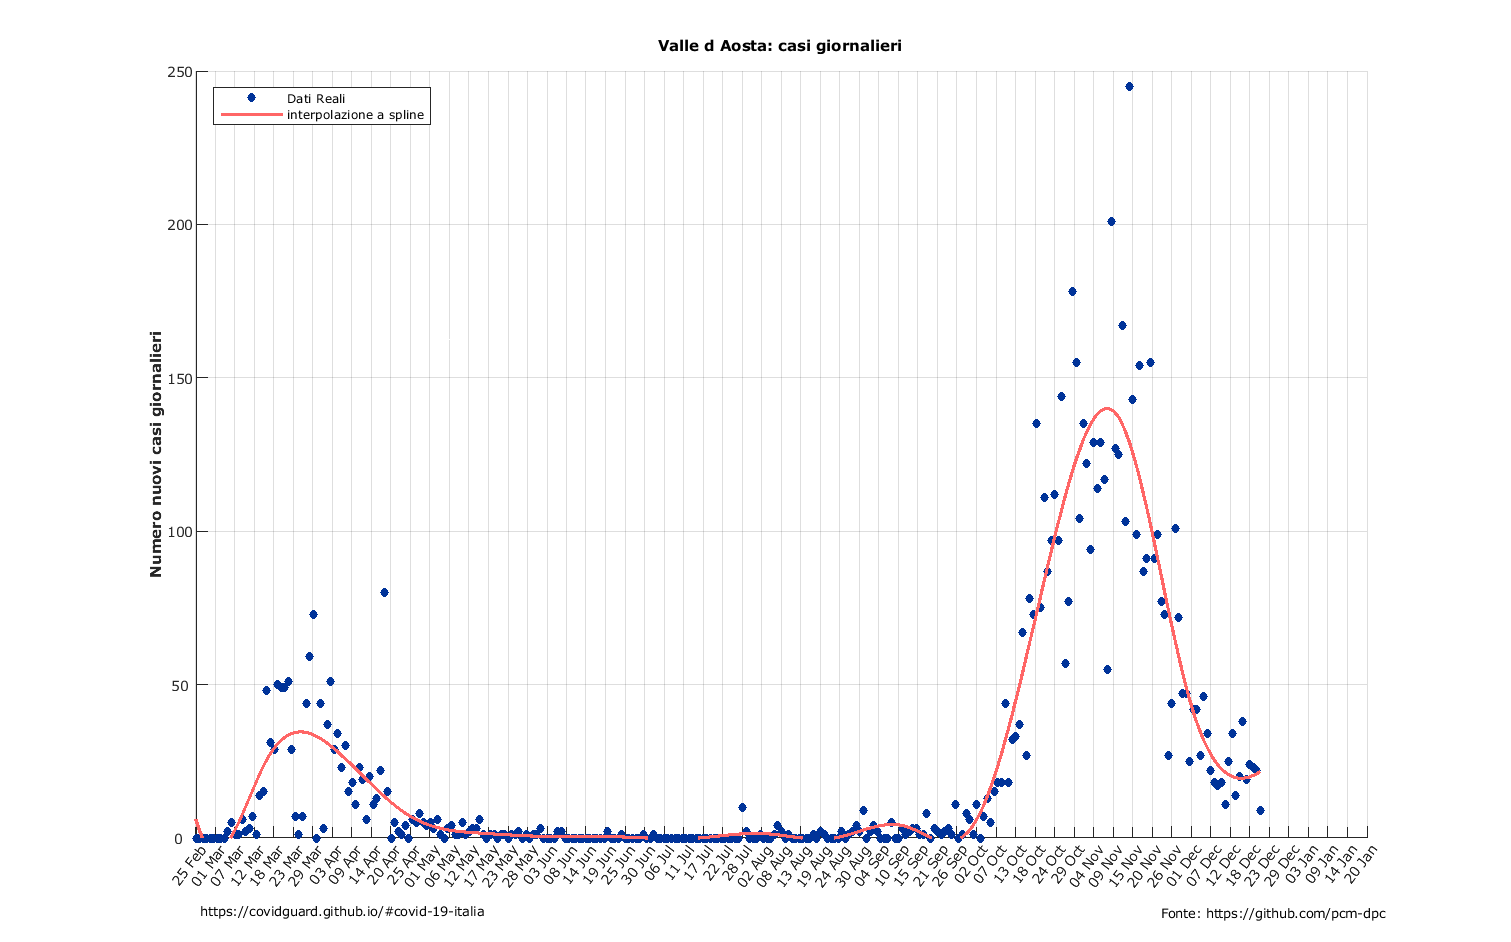 Valle d Aosta: casi giornalieri
250
Dati Reali
interpolazione a spline
200
150
100
50
0
Numero nuovi casi giornalieri
25 Feb
01 Mar
07 Mar
12 Mar
18 Mar
23 Mar
29 Mar
03 Apr
09 Apr
14 Apr
20 Apr
25 Apr
01 May
06 May
12 May
17 May
23 May
28 May
03 Jun
08 Jun
14 Jun
19 Jun
25 Jun
30 Jun
06 Jul
11 Jul
17 Jul
22 Jul
28 Jul
02 Aug
08 Aug
13 Aug
19 Aug
24 Aug
30 Aug
04 Sep
10 Sep
15 Sep
21 Sep
26 Sep
02 Oct
07 Oct
13 Oct
18 Oct
24 Oct
29 Oct
04 Nov
09 Nov
15 Nov
20 Nov
26 Nov
01 Dec
07 Dec
12 Dec
18 Dec
23 Dec
29 Dec
03 Jan
09 Jan
14 Jan
20 Jan
https://covidguard.github.io/#covid-19-italia
Fonte: https://github.com/pcm-dpc